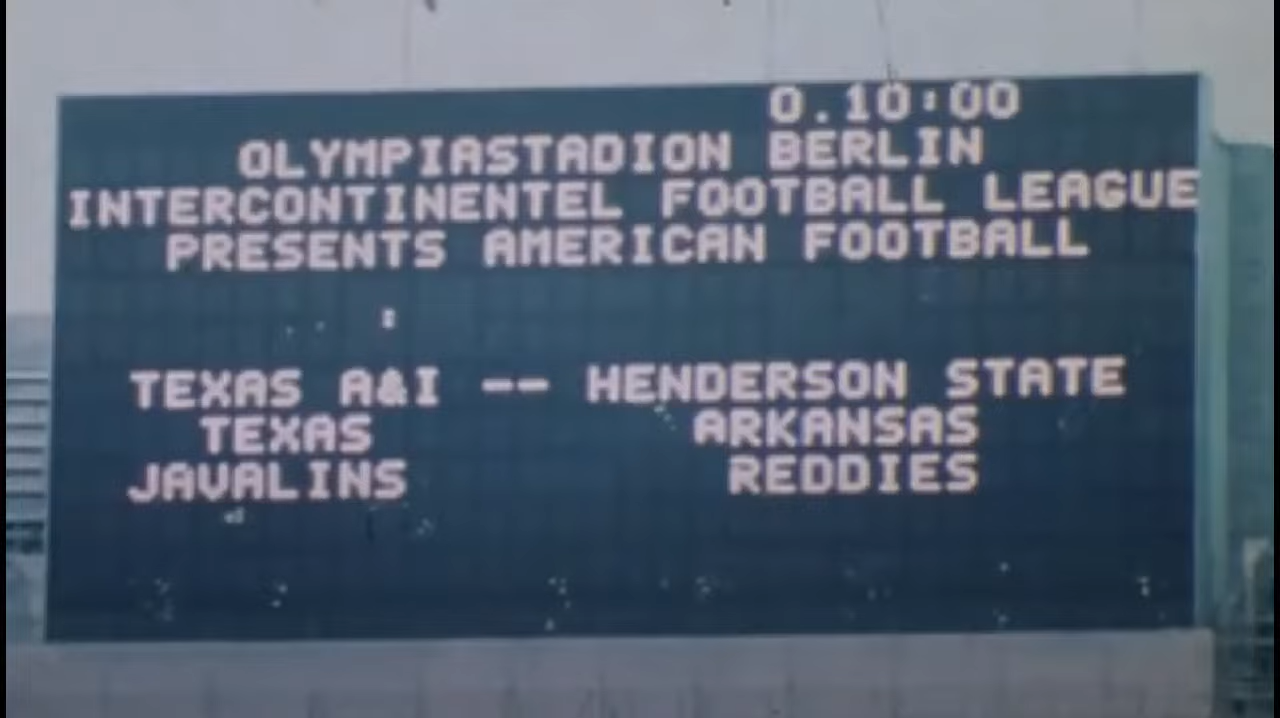 0.10:00
OLYMPIASTADION BERLIN
INTERCONTINENTEL FOOTBALL LEAGUE
PRESENTS AMERICAN FOOTBALL
:
TEXAS A&I -- HENDERSON STATE
TEXAS ARKANSAS
JAVALINS REDDIES